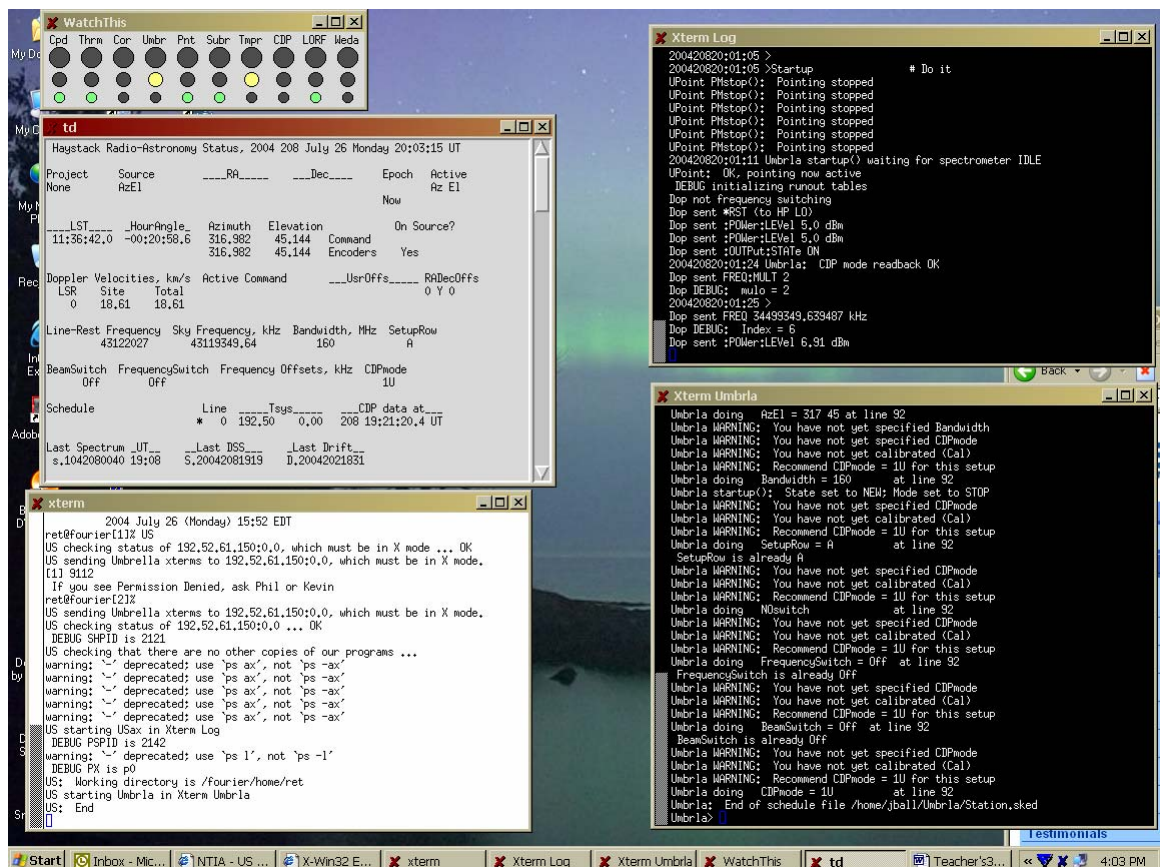 WatchThis
Cpd Thrm Cor Umbr Pnt Subr Tmpr CDP LORF Weda
td
Haystack Radio-Astronomy Status, 2004 208 July 26 Monday 20:03:15 UT
Project Source ____RA_____ ___Dec____ Epoch Active
None AzEl Az El
Now
____LST____ _HourAngle_ Azimuth Elevation On Source?
11:36:42.0 -00:20:58.6 316.982 45.144 Command
316.982 45.144 Encoders Yes
Doppler Velocities, km/s Active Command ___UsrOffs_____ RADecOffs
LSR Site Total 0 Y 0
0 18.61 18.61
Line-Rest Frequency Sky Frequency, kHz Bandwidth, MHz SetupRow
43122027 43119349.64 160 A
BeamSwitch FrequencySwitch Frequency Offsets, kHz CDPmode
Off Off 1U
Schedule Line _____Tsys_____ ___CDP data at___
* 0 192.50 0.00 208 19:21:20.4 UT
Last Spectrum _UT__ __Last DSS___ _Last Drift__
s.1042080040 19:08 S.20042081919 D.20042021831
xterm
2004 July 26 (Monday) 15:52 EDT
ret@fourier[1]% US
US checking status of 192.52.61.150:0.0, which must be in X mode ... OK
US sending Umbrella xterms to 192.52.61.150:0.0, which must be in X mode.
[1] 9112
If you see Permission Denied, ask Phil or Kevin
ret@fourier[2]%
US sending Umbrella xterms to 192.52.61.150:0.0, which must be in X mode.
US checking status of 192.52.61.150:0.0 ... OK
DEBUG SHPID is 2121
US checking that there are no other copies of our programs ...
warning: `-' deprecated; use `ps ax', not `ps -ax'
warning: `-' deprecated; use `ps ax', not `ps -ax'
warning: `-' deprecated; use `ps ax', not `ps -ax'
warning: `-' deprecated; use `ps ax', not `ps -ax'
warning: `-' deprecated; use `ps ax', not `ps -ax'
US starting USax in Xterm Log
DEBUG PSPID is 2142
warning: `-' deprecated; use `ps l', not `ps -l'
DEBUG PX is p0
US: Working directory is /fourier/home/ret
US starting Umbrla in Xterm Umbrla
US: End
Xterm Log
200420820:01:05 >
200420820:01:05 >Startup # Do it
UPoint PMstop(): Pointing stopped
UPoint PMstop(): Pointing stopped
UPoint PMstop(): Pointing stopped
UPoint PMstop(): Pointing stopped
UPoint PMstop(): Pointing stopped
200420820:01:11 Umbrla startup() waiting for spectrometer IDLE
UPoint: OK, pointing now active
DEBUG initializing runout tables
Dop not frequency switching
Dop sent *RST (to HP LO)
Dop sent :POWer:LEVel 5.0 dBm
Dop sent :POWer:LEVel 5.0 dBm
Dop sent :OUTPut:STATe ON
200420820:01:24 Umbrla: CDP mode readback OK
Dop sent FREQ:MULT 2
Dop DEBUG: mulo = 2
200420820:01:25 >
Dop sent FREQ 34499349.639487 kHz
Dop DEBUG: Index = 6
Dop sent :POWer:LEVel 6.91 dBm
Back
Xterm Umbrla
Umbrla doing AzEl = 317 45 at line 92
Umbrla WARNING: You have not yet specified Bandwidth
Umbrla WARNING: You have not yet specified CDPmode
Umbrla WARNING: You have not yet calibrated (Cal)
Umbrla WARNING: Recommend CDPmode = 1U for this setup
Umbrla doing Bandwidth = 160 at line 92
Umbrla startup(): State set to NEW; Mode set to STOP
Umbrla WARNING: You have not yet specified CDPmode
Umbrla WARNING: You have not yet calibrated (Cal)
Umbrla WARNING: Recommend CDPmode = 1U for this setup
Umbrla doing SetupRow = A at line 92
SetupRow is already A
Umbrla WARNING: You have not yet specified CDPmode
Umbrla WARNING: You have not yet calibrated (Cal)
Umbrla WARNING: Recommend CDPmode = 1U for this setup
Umbrla doing NOswitch at line 92
Umbrla WARNING: You have not yet specified CDPmode
Umbrla WARNING: You have not yet calibrated (Cal)
Umbrla WARNING: Recommend CDPmode = 1U for this setup
Umbrla doing FrequencySwitch = Off at line 92
FrequencySwitch is already Off
Umbrla WARNING: You have not yet specified CDPmode
Umbrla WARNING: You have not yet calibrated (Cal)
Umbrla WARNING: Recommend CDPmode = 1U for this setup
Umbrla doing BeamSwitch = Off at line 92
BeamSwitch is already Off
Umbrla WARNING: You have not yet specified CDPmode
Umbrla WARNING: You have not yet calibrated (Cal)
Umbrla WARNING: Recommend CDPmode = 1U for this setup
Umbrla doing CDPmode = 1U at line 92
Umbrla: End of schedule file /home/jball/Umbrla/Station.sked
Umbrla>
Testimonials
Start Inbox - Mic... NTIA - US ... X-Win32 E... xterm Xterm Log Xterm Umbrla WatchThis td Teacher's3... « 4:03 PM